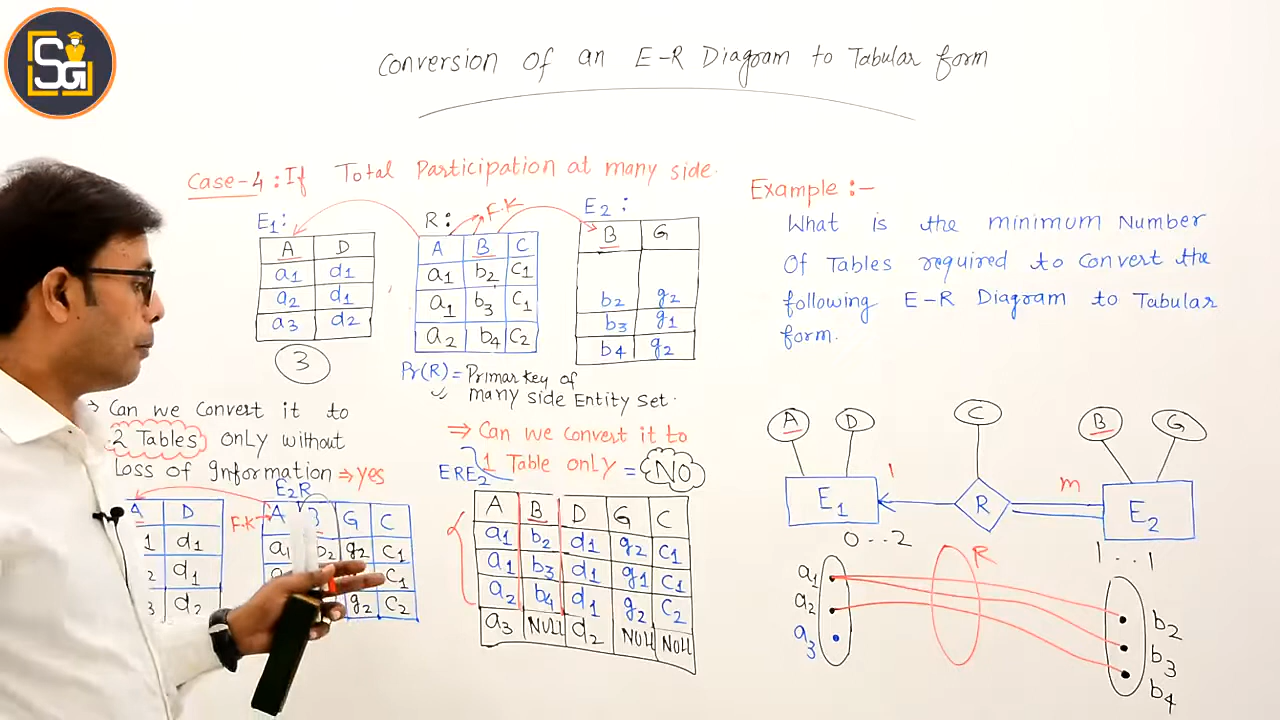 SG
Conversion Of an E-R Diagram to Tabular form
Case-4: If Total Participation at many side.
E1:
A D
a1 d1
a2 d1
a3 d2
3
R:
F.K
A B C
a1 b2 C1
a1 b3 C1
a2 b4 C2
Pr(R) = Primarkey of
many side Entity Set.
E2:
B G
b2 g2
b3 g1
b4 g2
Example :-
What is the minimum Number
Of Tables required to Convert the
following E-R Diagram to Tabular
form.
⇒ Can we Convert it to
2 Tables only without
Loss of Information ⇒ yes
A D
1 d1
2 d1
3 d2
E2R
F.K
A B G C
a1 b2 g2 C1
C1
g2 C2
⇒ Can we Convert it to
1 Table only = NO
ERE2
A B D G C
a1 b2 d1 g2 C1
a1 b3 d1 g1 C1
a2 b4 d1 g2 C2
a3 NULL d2 NULL NULL
A D C B G
E1 1 R m E2
0..2 1..1
R
a1
a2
a3
b2
b3
b4